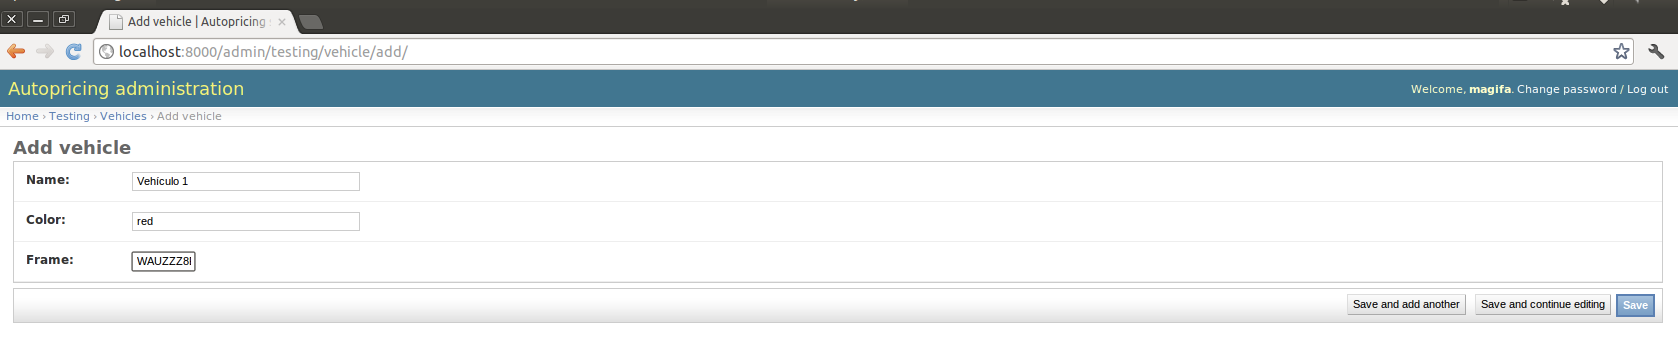 Add vehicle | Autopricing
localhost:8000/admin/testing/vehicle/add/
Autopricing administration
Welcome, magifa. Change password / Log out
Home › Testing › Vehicles › Add vehicle
Add vehicle
Name: Vehículo 1
Color: red
Frame: WAUZZZ8
Save and add another Save and continue editing Save